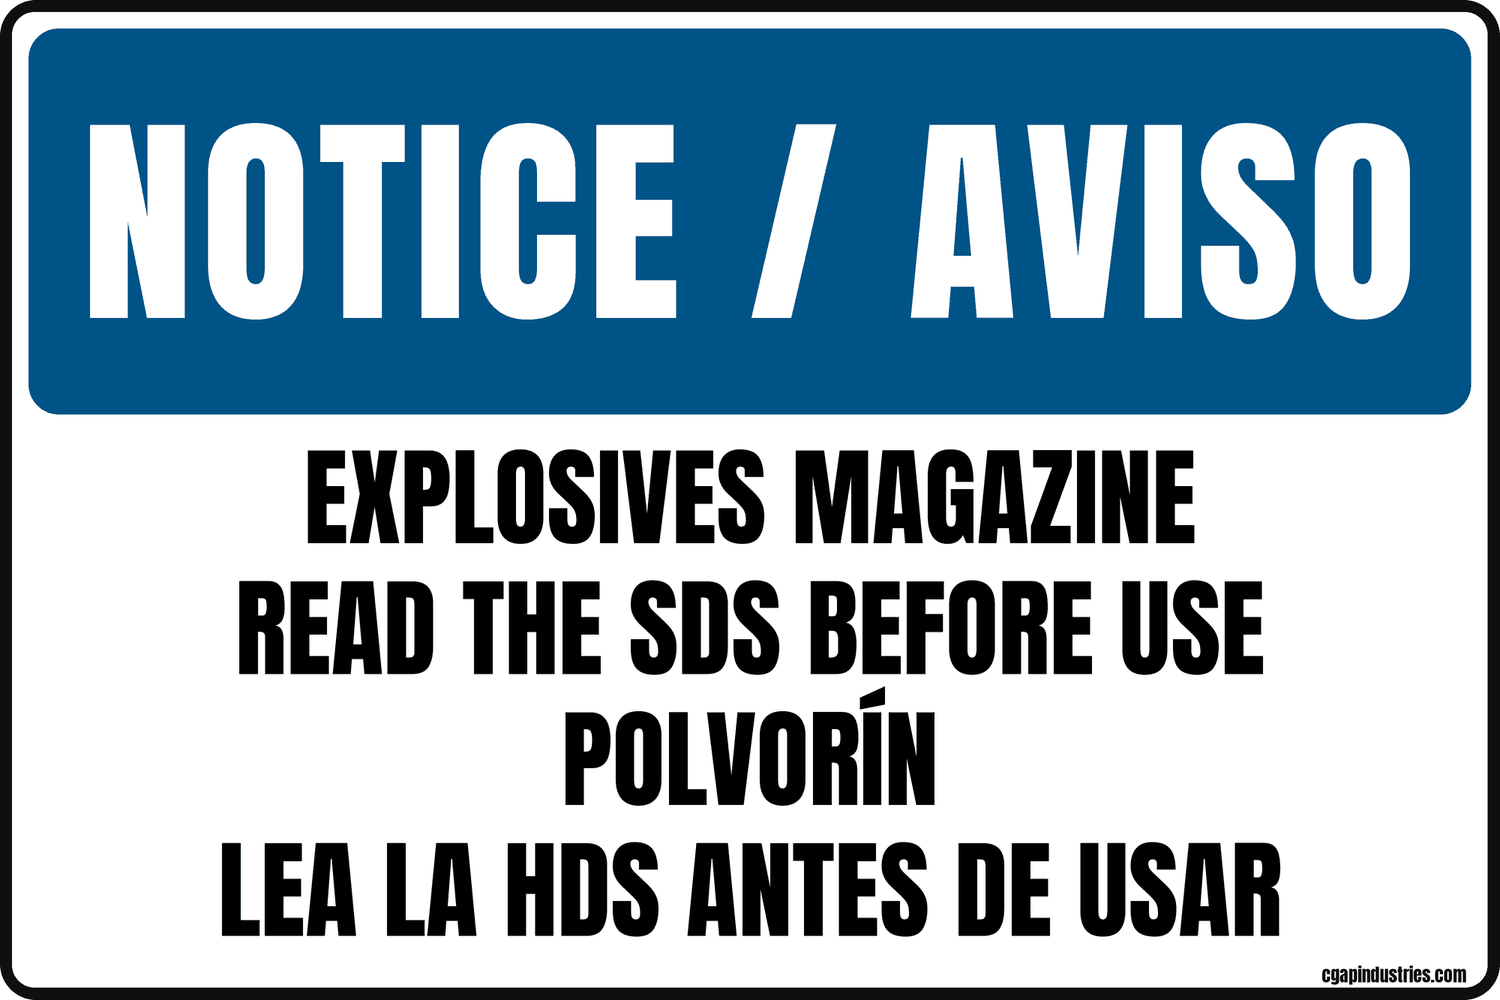 NOTICE / AVISO
EXPLOSIVES MAGAZINE
READ THE SDS BEFORE USE
POLVORÍN
LEA LA HDS ANTES DE USAR
cgapindustries.com